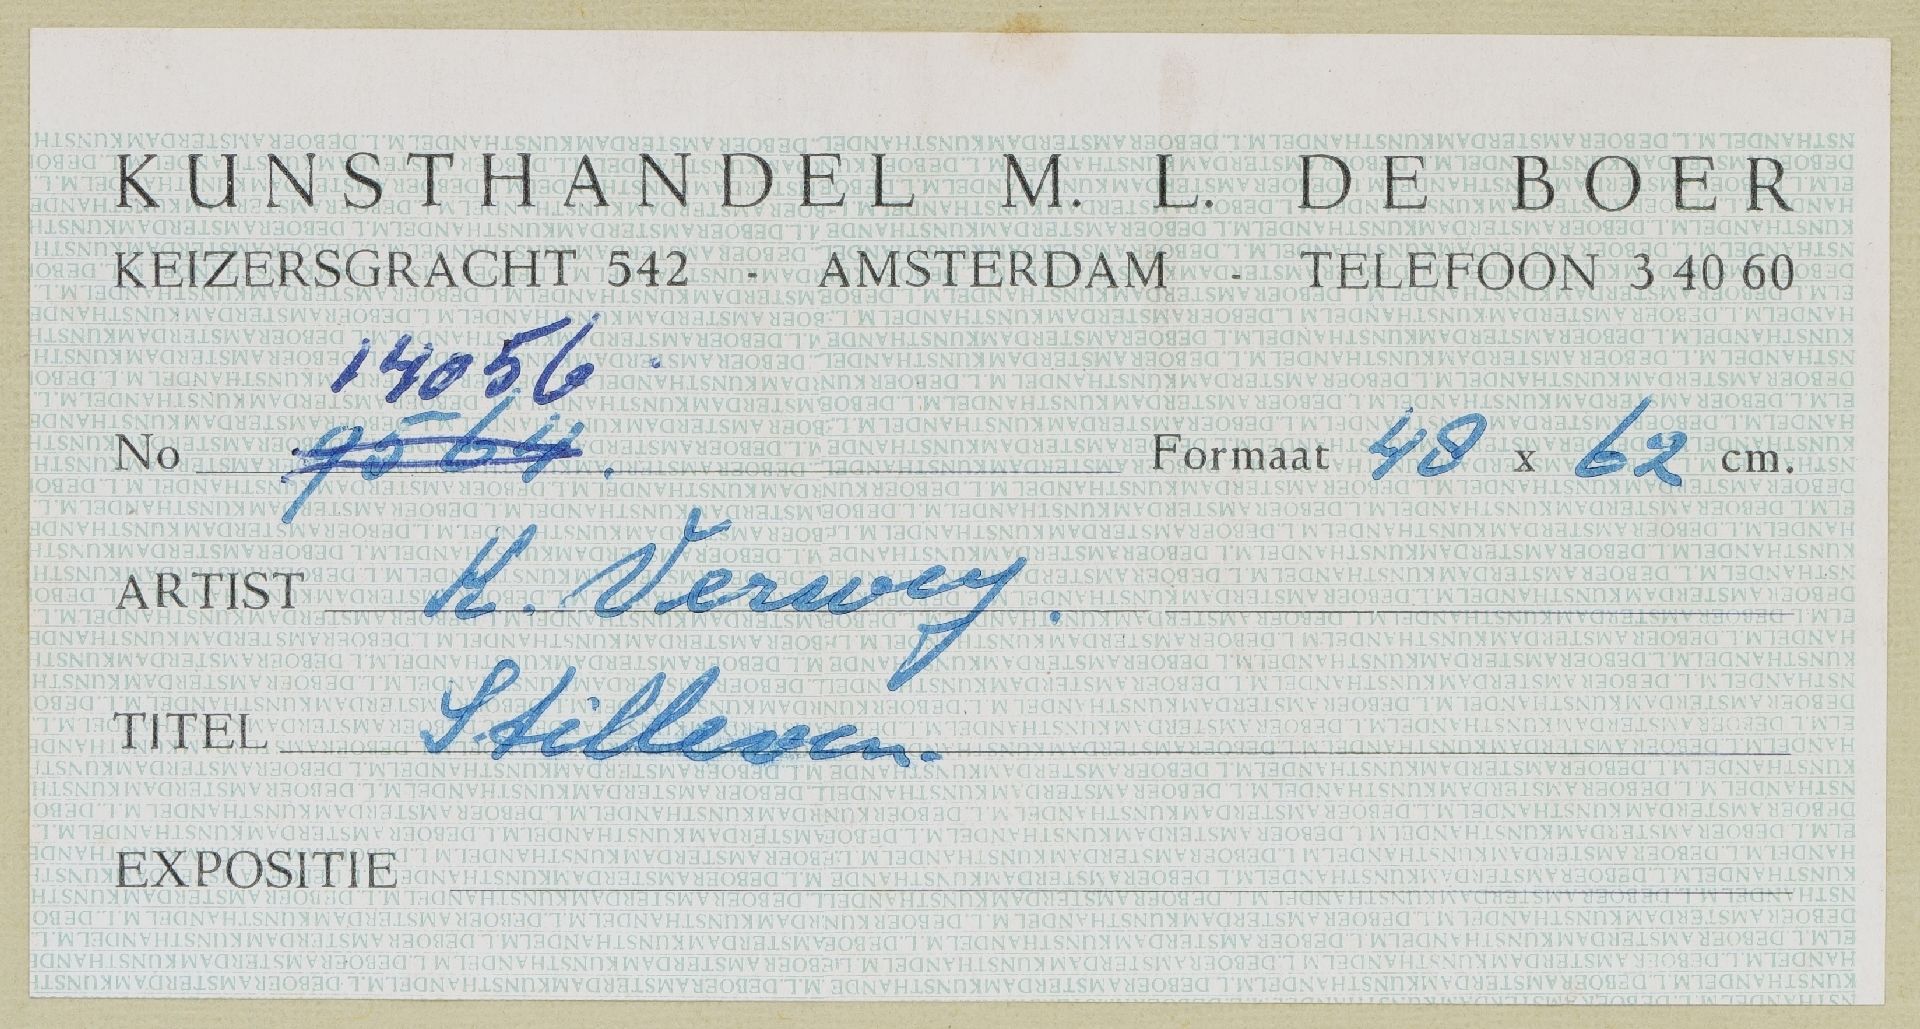 KUNSTHANDEL M. L. DE BOER
KEIZERSGRACHT 542 - AMSTERDAM - TELEFOON 3 40 60
14056.
No 9564. Formaat 48 x 62 cm.
ARTIST K. Verwey.
TITEL Stilleven.
EXPOSITIE